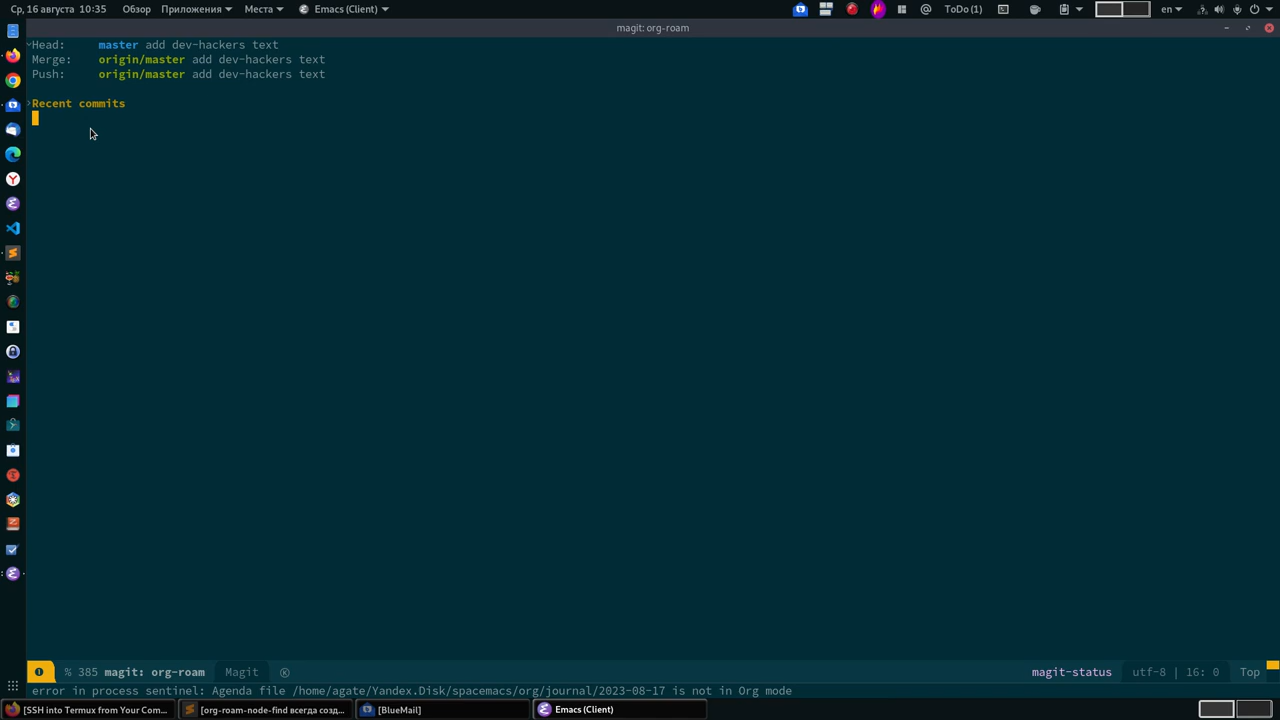 Ср, 16 августа 10:35 Обзор Приложения Места Emacs (Client) ToDo (1) en
magit: org-roam
Head: master add dev-hackers text
Merge: origin/master add dev-hackers text
Push: origin/master add dev-hackers text
Recent commits
% 385 magit: org-roam Magit magit-status utf-8 | 16: 0 Top
error in process sentinel: Agenda file /home/agate/Yandex.Disk/spacemacs/org/journal/2023-08-17 is not in Org mode
[SSH into Termux from Your Com... [org-roam-node-find всегда созд... [BlueMail] Emacs (Client)